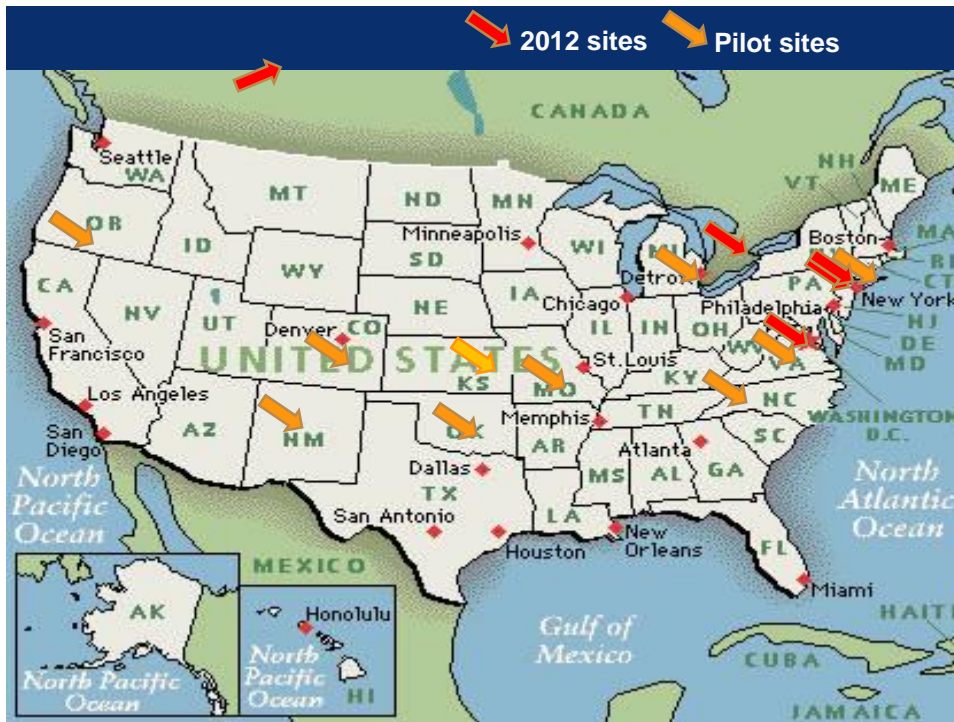 2012 sites
Pilot sites
CANADA
NH
VT
ME
Seattle
WA
MT
ND
MN
OR
ID
Minneapolis
WI
MI
Boston
MA
RI
CT
SD
WY
CA
NV
UT
NE
IA
Chicago
PA
New York
Philadelphia
NJ
DE
MD
Denver
CO
IL
IN
OH
WV
VA
San
Francisco
UNITED STATES
KS
MO
St. Louis
KY
NC
WASHINGTON
D.C.
Los Angeles
San
Diego
AZ
NM
Memphis
TN
AR
SC
Atlanta
MS
AL
GA
Dallas
TX
North
Pacific
Ocean
North
Atlantic
Ocean
San Antonio
Houston
LA
New
Orleans
FL
Miami
MEXICO
AK
North Pacific
Ocean
Honolulu
North
Pacific
Ocean
HI
Gulf of
Mexico
CUBA
HAITI
JAMAICA